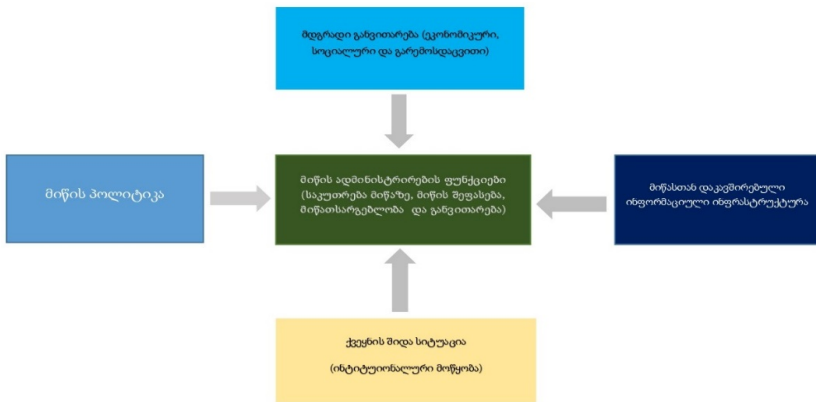 მდგრადი განვითარება (ეკონომიკური,
სოციალური და გარემოსდაცვითი)
მიწის პოლიტიკა
მიწის ადმინისტრირების ფუნქციები
(საკუთრება მიწაზე, მიწის შეფასება,
მიწათსარგებლობა და განვითარება)
მიწასთან დაკავშირებული
ინფორმაციული ინფრასტრუქტურა
ქვეყნის შიდა სიტუაცია
(ინტიტუიონალური მოწყობა)